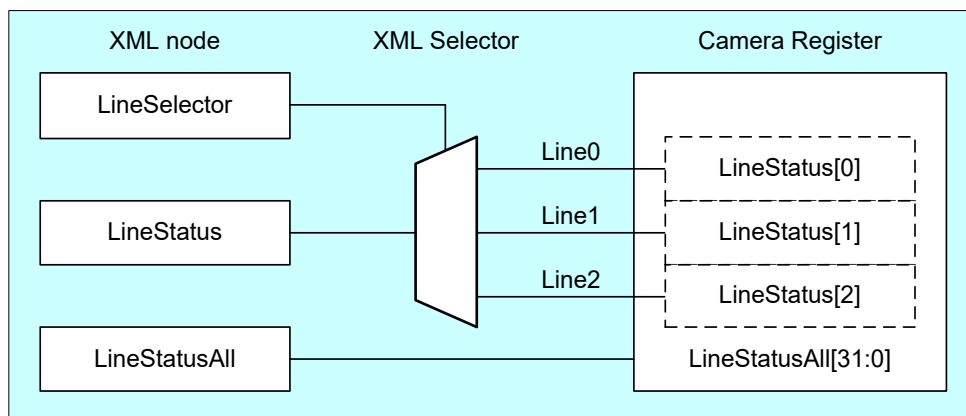 XML node
XML Selector
Camera Register
LineSelector
Line0
LineStatus[0]
LineStatus
Line1
LineStatus[1]
Line2
LineStatus[2]
LineStatusAll
LineStatusAll[31:0]